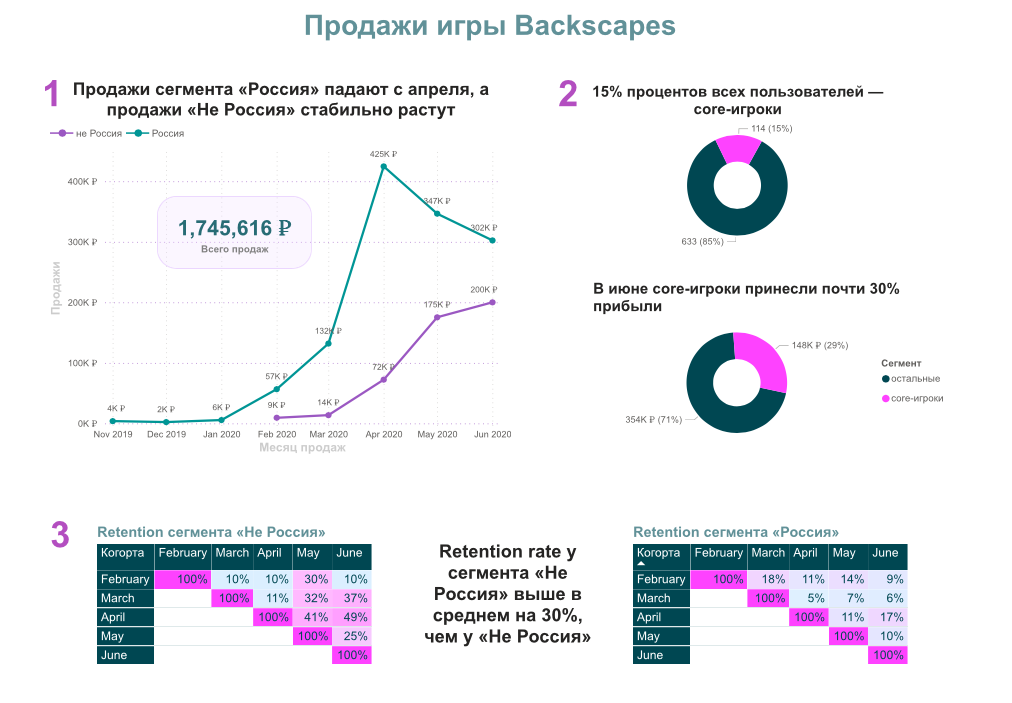 Продажи игры Backscapes
1
Продажи сегмента «Россия» падают с апреля, а
продажи «Не Россия» стабильно растут
не Россия Россия
425K ₽
400K ₽
347K ₽
302K ₽
1,745,616 ₽
Всего продаж
300K ₽
Продажи
200K ₽
200K ₽
175K ₽
132K ₽
100K ₽
72K ₽
57K ₽
4K ₽ 2K ₽ 6K ₽ 9K ₽ 14K ₽
0K ₽
Nov 2019 Dec 2019 Jan 2020 Feb 2020 Mar 2020 Apr 2020 May 2020 Jun 2020
Месяц продаж
2
15% процентов всех пользователей —
core-игроки
114 (15%)
633 (85%)
В июне core-игроки принесли почти 30%
прибыли
148K ₽ (29%)
354K ₽ (71%)
Сегмент
остальные
core-игроки
3
Retention сегмента «Не Россия»
Когорта February March April May June
February 100% 10% 10% 30% 10%
March 100% 11% 32% 37%
April 100% 41% 49%
May 100% 25%
June 100%
Retention rate у
сегмента «Не
Россия» выше в
среднем на 30%,
чем у «Не Россия»
Retention сегмента «Россия»
Когорта February March April May June
February 100% 18% 11% 14% 9%
March 100% 5% 7% 6%
April 100% 11% 17%
May 100% 10%
June 100%